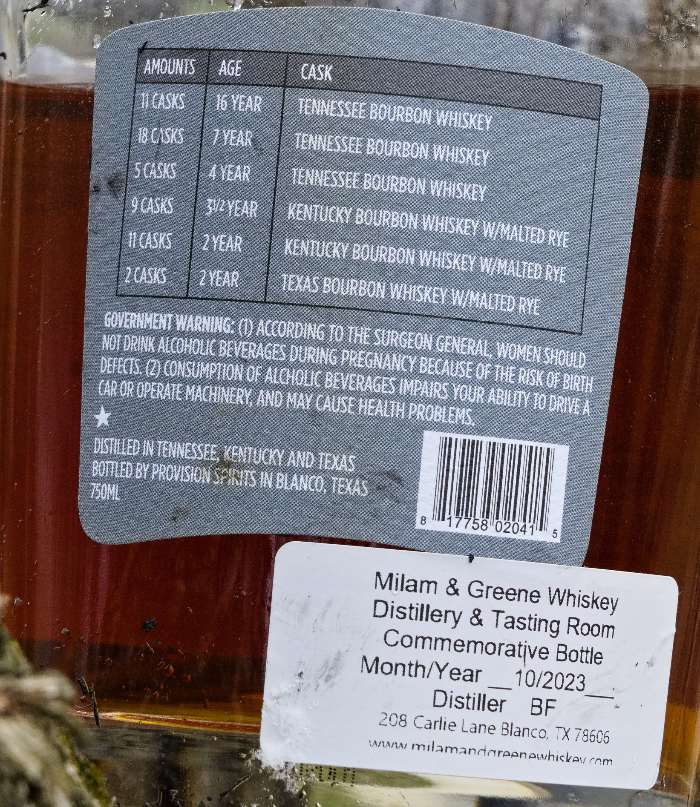 AMOUNTS AGE CASK
11 CASKS 16 YEAR TENNESSEE BOURBON WHISKEY
18 CASKS 7 YEAR TENNESSEE BOURBON WHISKEY
5 CASKS 4 YEAR TENNESSEE BOURBON WHISKEY
9 CASKS 3 1/2 YEAR KENTUCKY BOURBON WHISKEY W/MALTED RYE
11 CASKS 2 YEAR KENTUCKY BOURBON WHISKEY W/MALTED RYE
2 CASKS 2 YEAR TEXAS BOURBON WHISKEY W/MALTED RYE
GOVERNMENT WARNING: (1) ACCORDING TO THE SURGEON GENERAL, WOMEN SHOULD
NOT DRINK ALCOHOLIC BEVERAGES DURING PREGNANCY BECAUSE OF THE RISK OF BIRTH
DEFECTS. (2) CONSUMPTION OF ALCHOLIC BEVERAGES IMPAIRS YOUR ABILITY TO DRIVE A
CAR OR OPERATE MACHINERY, AND MAY CAUSE HEALTH PROBLEMS.
DISTILLED IN TENNESSEE, KENTUCKY AND TEXAS
BOTTLED BY PROVISION SPIRITS IN BLANCO, TEXAS
750ML
8 17758 02041 5
Milam & Greene Whiskey
Distillery & Tasting Room
Commemorative Bottle
Month/Year __10/2023___
Distiller BF
208 Carlie Lane Blanco, TX 78606
www.milamandgreenewhiskey.com